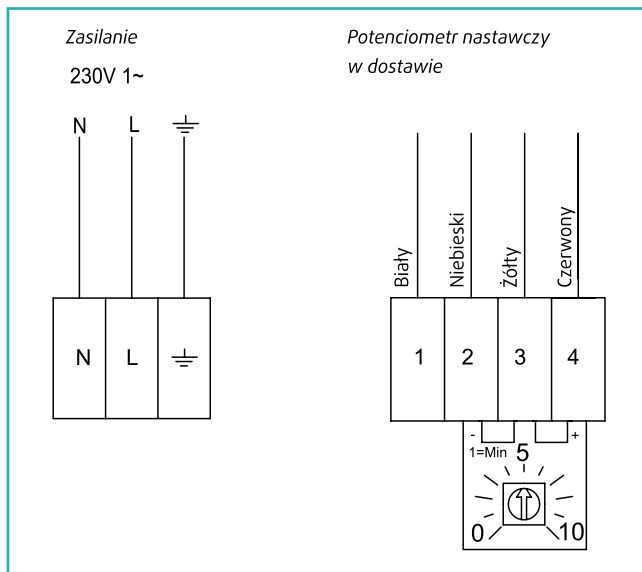 Zasilanie
230V 1~
N L
N L
Potenciometr nastawczy
w dostawie
Biały Niebieski Żółty Czerwony
1 2 3 4
- +
1=Min 5
0 10